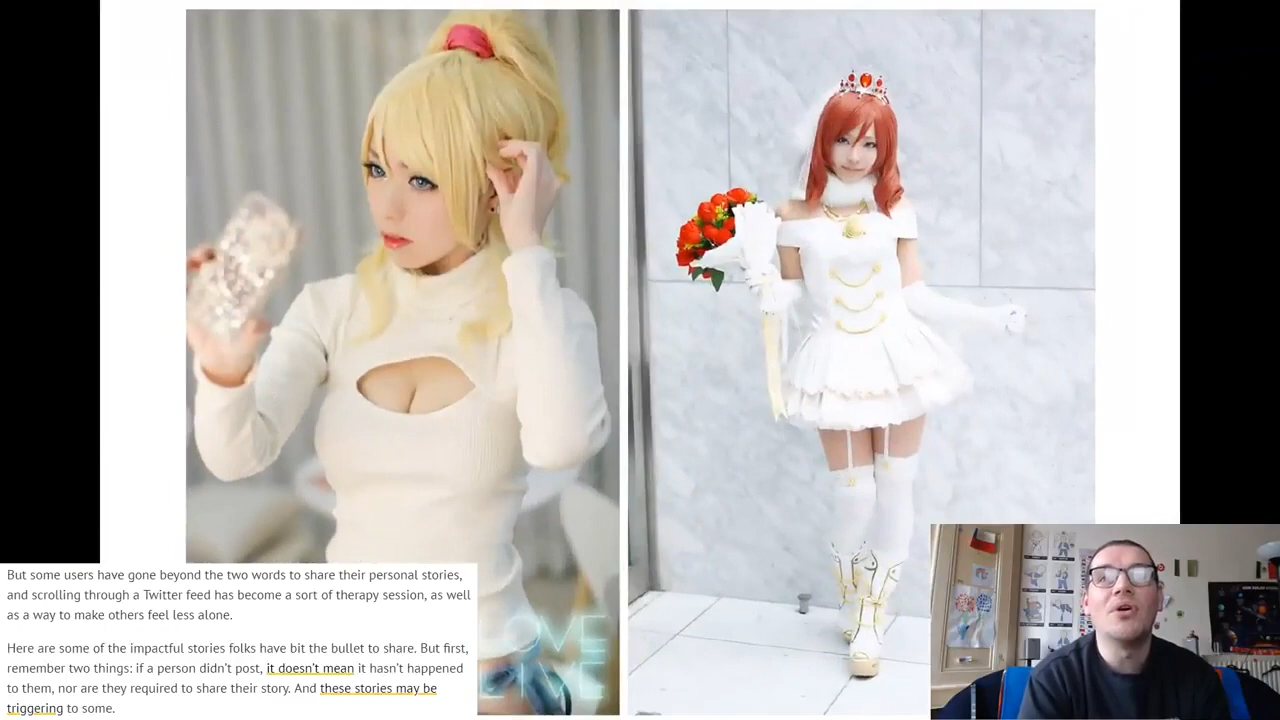 But some users have gone beyond the two words to share their personal stories,
and scrolling through a Twitter feed has become a sort of therapy session, as well
as a way to make others feel less alone.
Here are some of the impactful stories folks have bit the bullet to share. But first,
remember two things: if a person didn't post, it doesn't mean it hasn't happened
to them, nor are they required to share their story. And these stories may be
triggering to some.
LOVE
LIVE